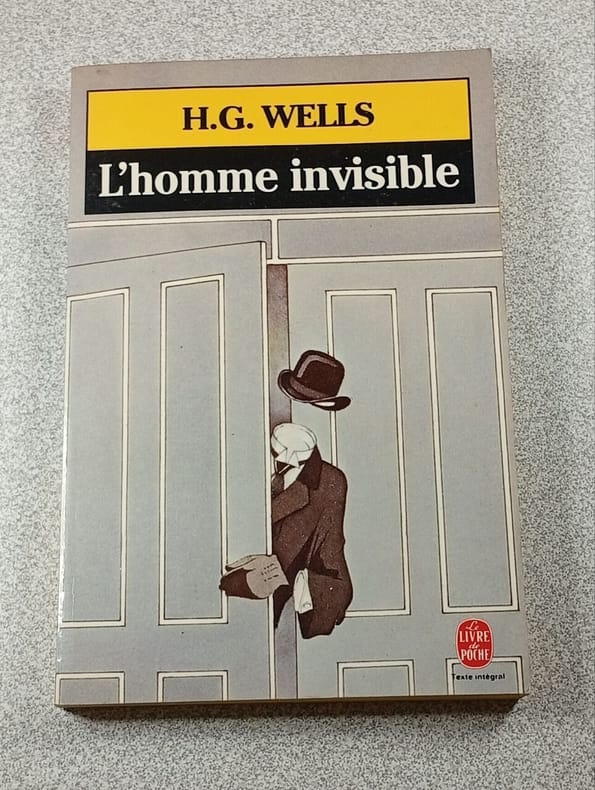 H.G. WELLS
L'homme invisible
Le
LIVRE
de
POCHE
Texte intégral